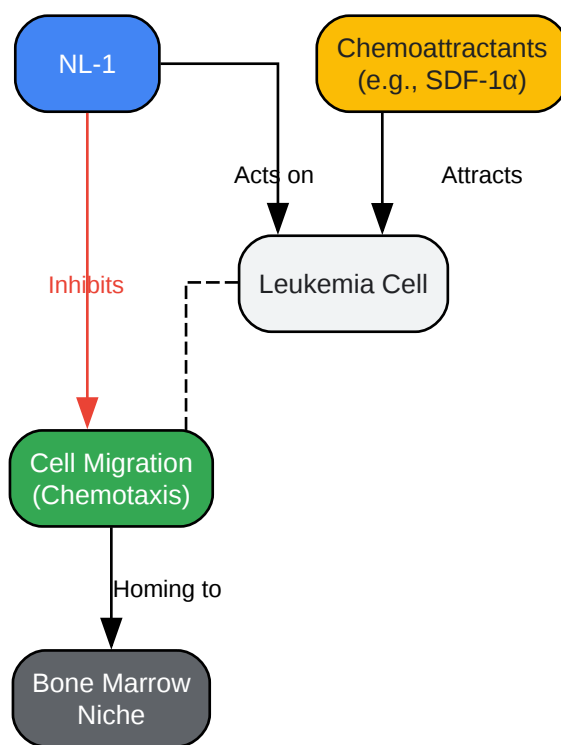 NL-1
Chemoattractants
(e.g., SDF-1α)
Acts on
Attracts
Leukemia Cell
Inhibits
Cell Migration
(Chemotaxis)
Homing to
Bone Marrow
Niche